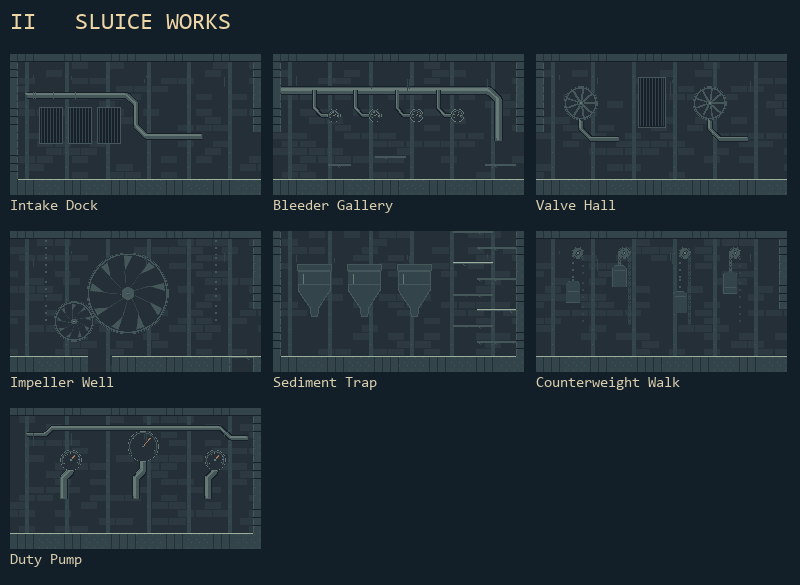 II   SLUICE WORKS
Intake Dock
Bleeder Gallery
Valve Hall
Impeller Well
Sediment Trap
Counterweight Walk
Duty Pump